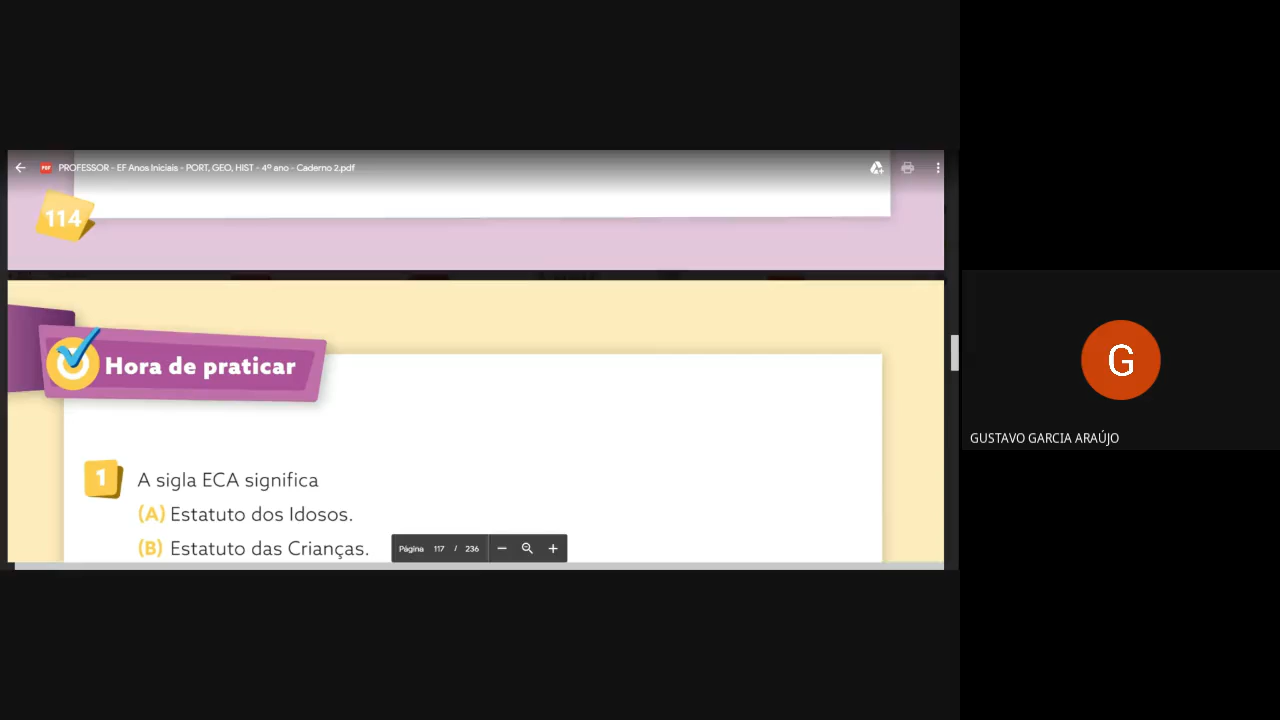 PROFESSOR - EF Anos Iniciais - PORT, GEO, HIST - 4º ano - Caderno 2.pdf
114
Hora de praticar
1 A sigla ECA significa
(A) Estatuto dos Idosos.
(B) Estatuto das Crianças.
Página 117 / 236
G
GUSTAVO GARCIA ARAÚJO